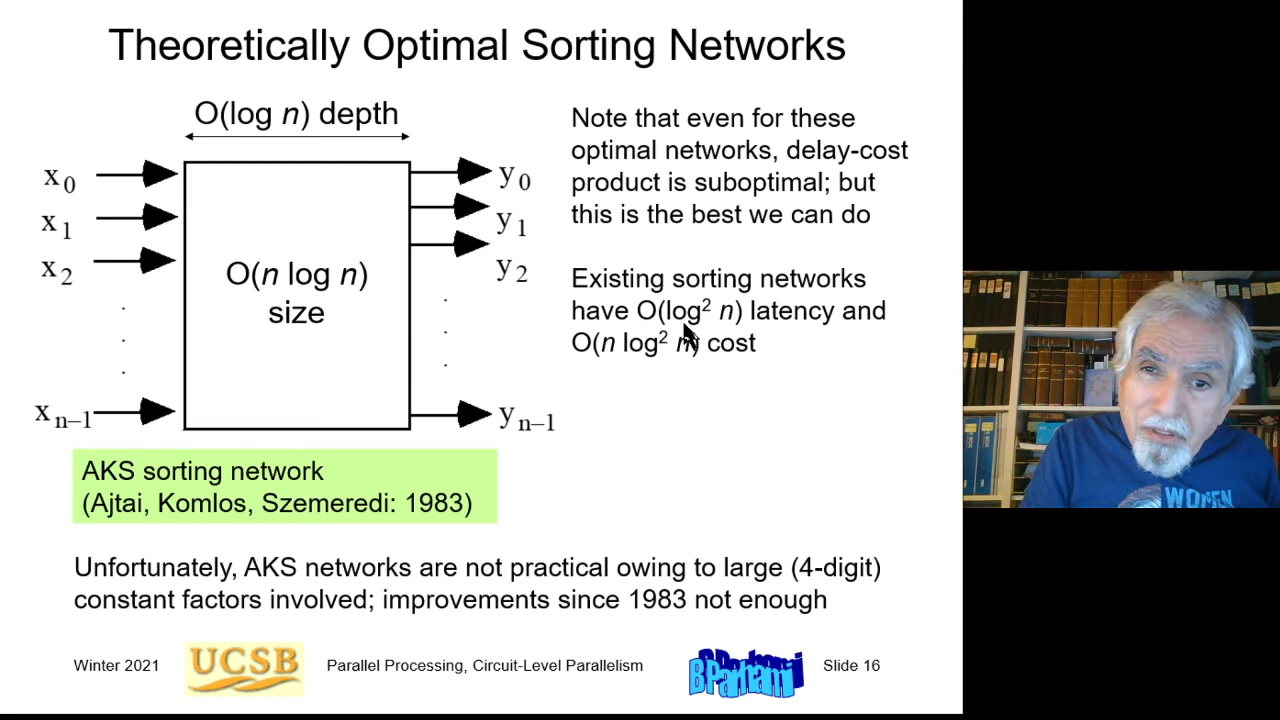 Theoretically Optimal Sorting Networks
O(log n) depth
x0
x1
x2
.
.
.
xn–1
O(n log n)
size
y0
y1
y2
.
.
.
yn–1
Note that even for these
optimal networks, delay-cost
product is suboptimal; but
this is the best we can do
Existing sorting networks
have O(log2 n) latency and
O(n log2 n) cost
AKS sorting network
(Ajtai, Komlos, Szemeredi: 1983)
Unfortunately, AKS networks are not practical owing to large (4-digit)
constant factors involved; improvements since 1983 not enough
Winter 2021
UCSB
Parallel Processing, Circuit-Level Parallelism
B Parhami
Slide 16
WOMEN